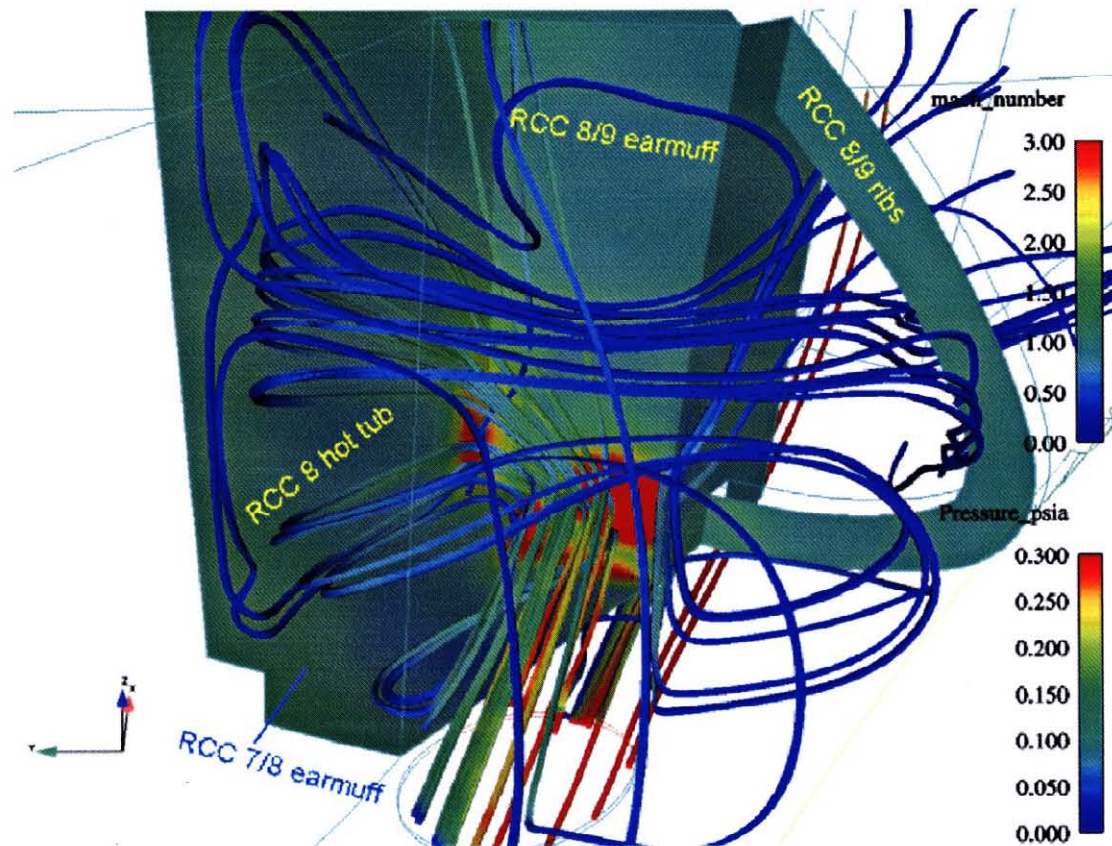 RCC 8/9 earmuff
RCC 8/9 ribs
mach_number
3.00
2.50
2.00
1.50
1.00
0.50
0.00
RCC 8 hot tub
Pressure_psia
0.300
0.250
0.200
0.150
0.100
0.050
0.000
RCC 7/8 earmuff
Z
X
Y